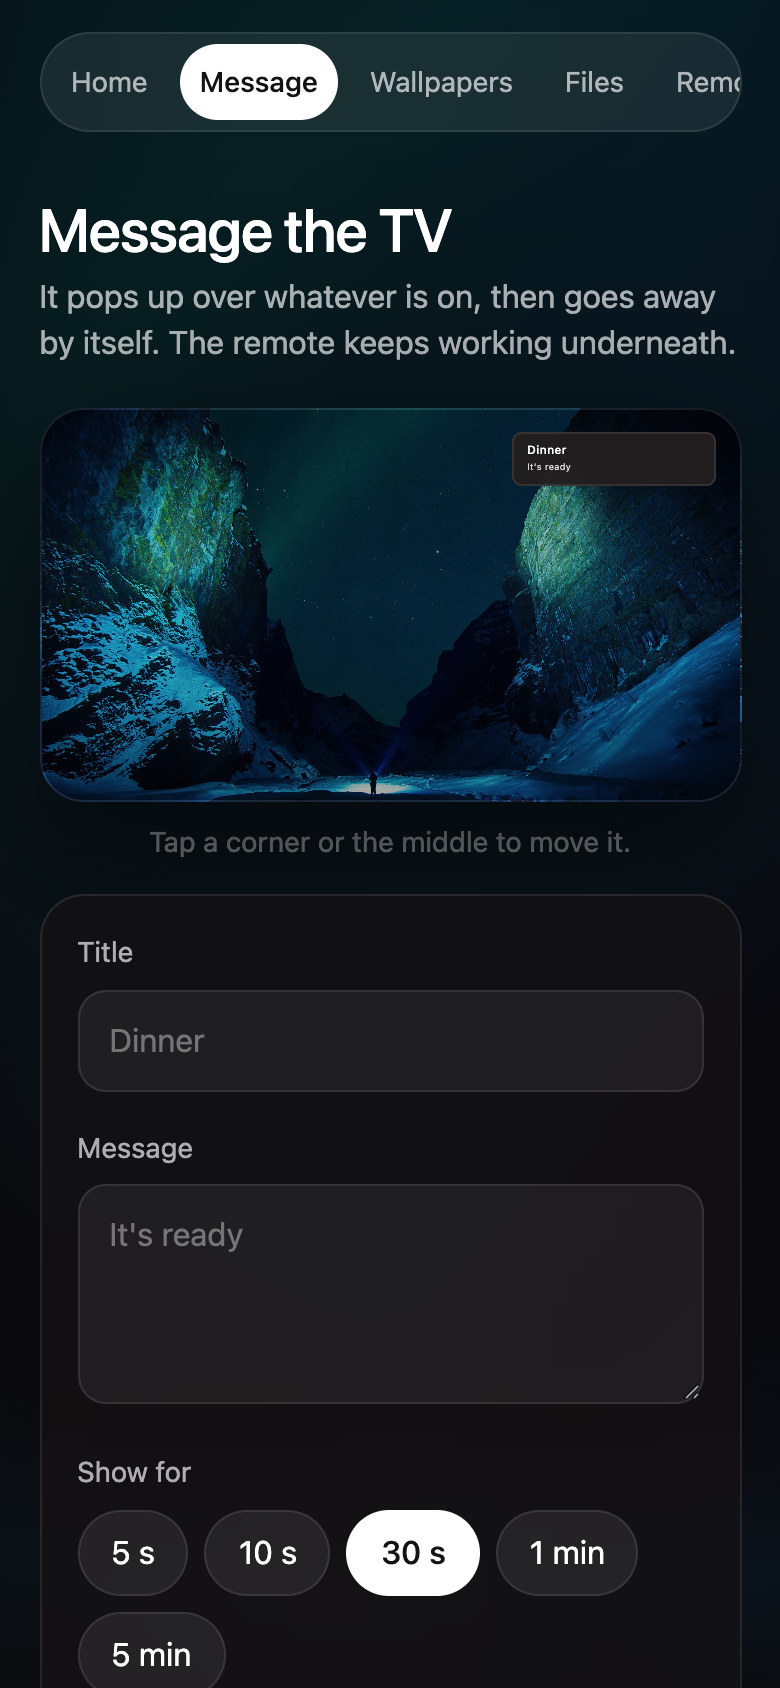 Home Message Wallpapers Files Remo
Message the TV
It pops up over whatever is on, then goes away
by itself. The remote keeps working underneath.
Dinner
It's ready
Tap a corner or the middle to move it.
Title
Dinner
Message
It's ready
Show for
5 s 10 s 30 s 1 min
5 min